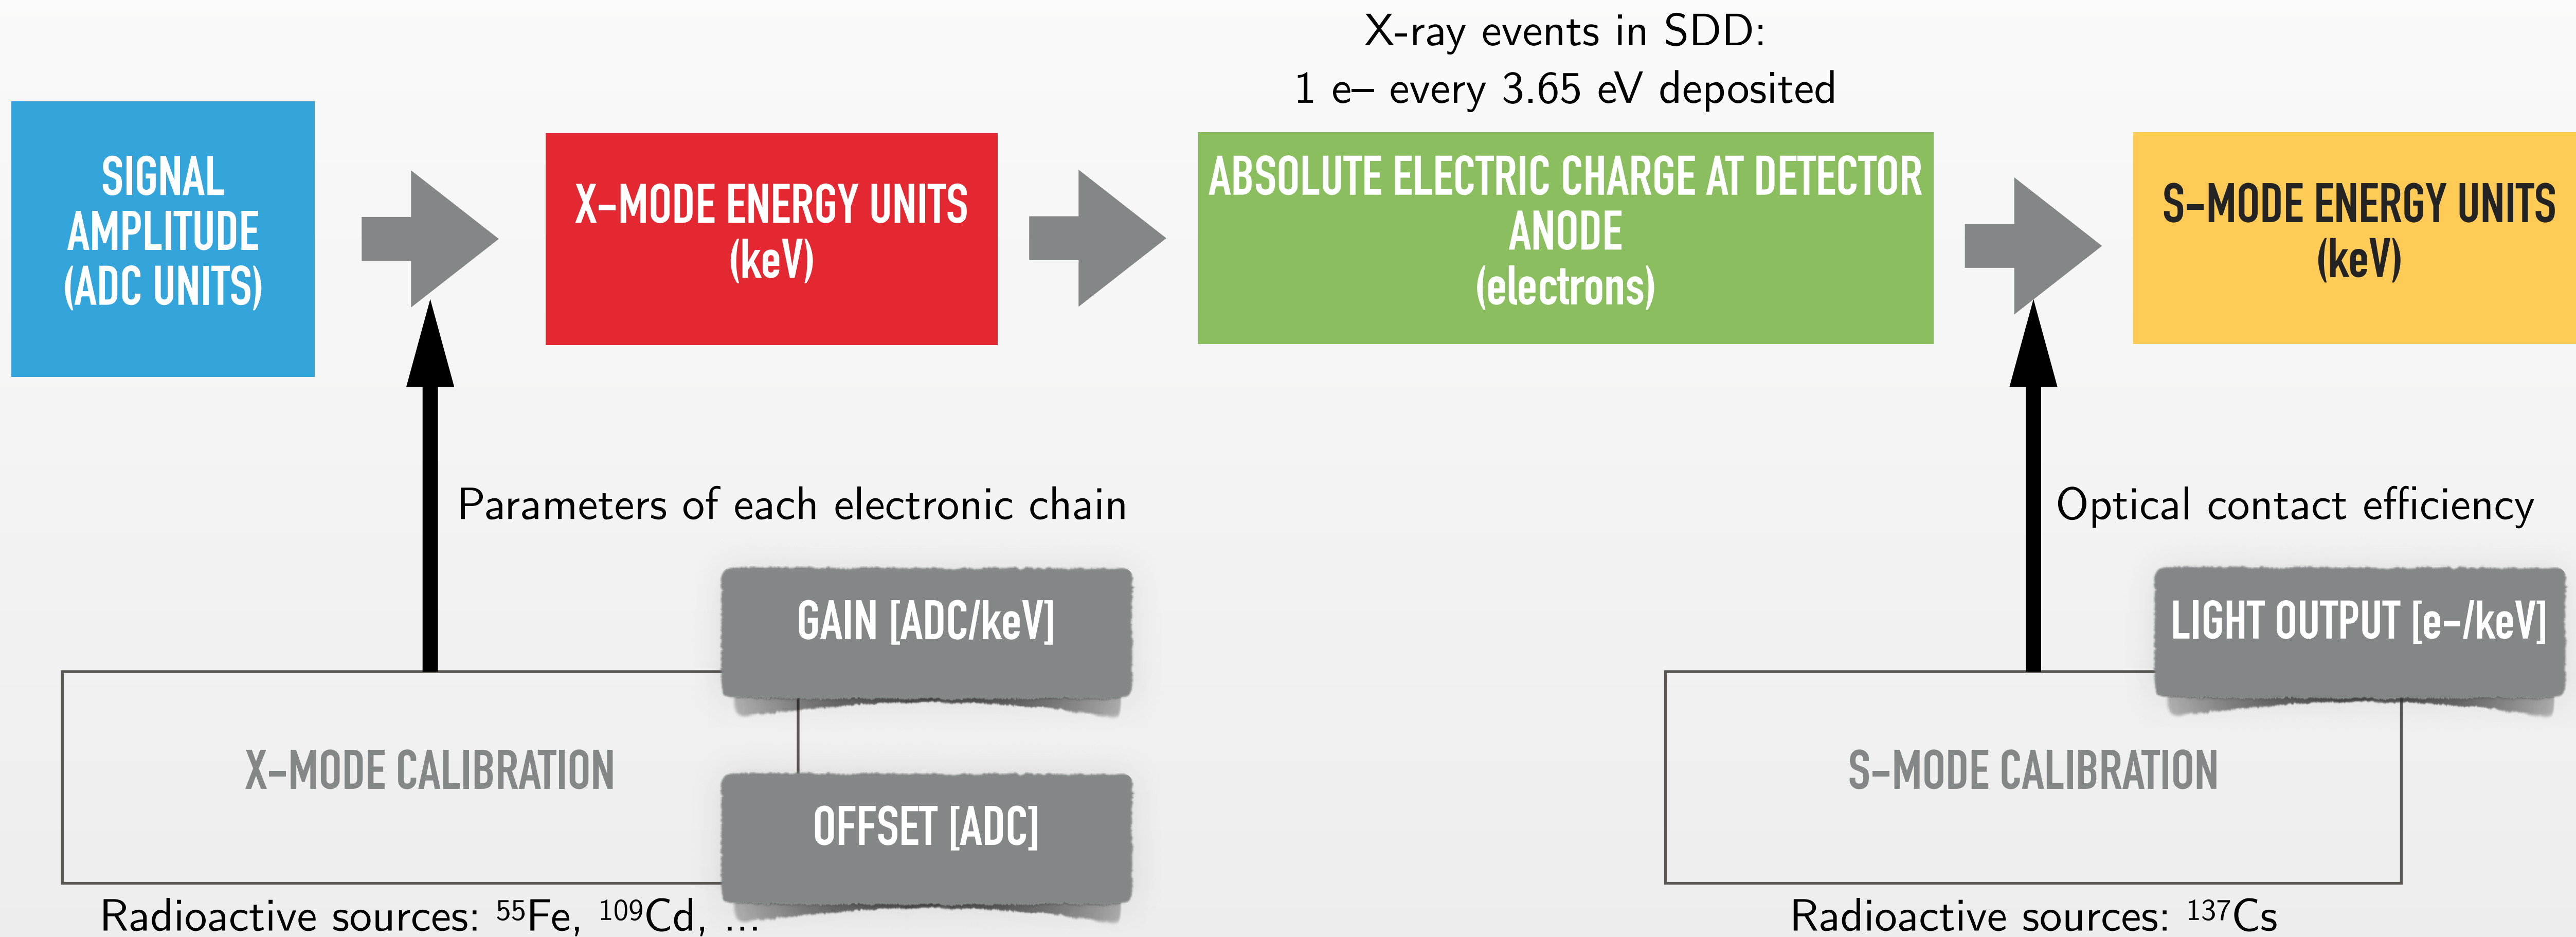 X-ray events in SDD:
1 e– every 3.65 eV deposited
SIGNAL
AMPLITUDE
(ADC UNITS)
X-MODE ENERGY UNITS
(keV)
ABSOLUTE ELECTRIC CHARGE AT DETECTOR
ANODE
(electrons)
S-MODE ENERGY UNITS
(keV)
Parameters of each electronic chain
Optical contact efficiency
GAIN [ADC/keV]
LIGHT OUTPUT [e-/keV]
X-MODE CALIBRATION
S-MODE CALIBRATION
OFFSET [ADC]
Radioactive sources: ⁵⁵Fe, ¹⁰⁹Cd, ...
Radioactive sources: ¹³⁷Cs